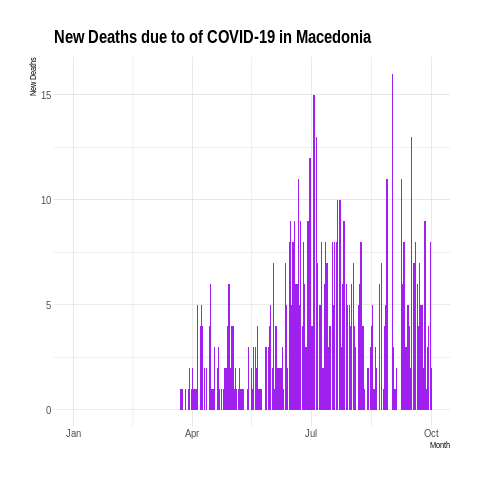 New Deaths due to of COVID-19 in Macedonia
New Deaths
15
10
5
0
Jan Apr Jul Oct
Month